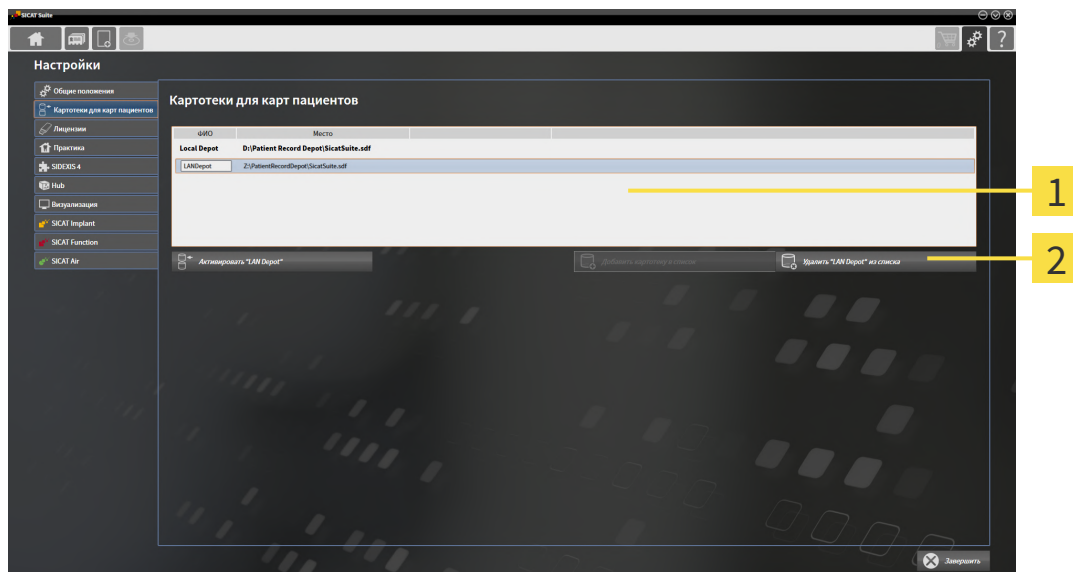 SICAT Suite
?
Настройки
Общие положения
Картотеки для карт пациентов
Лицензии
Практика
SIDEXIS 4
Hub
Визуализация
SICAT Implant
SICAT Function
SICAT Air
Картотеки для карт пациентов
ФИО Место
Local Depot D:\Patient Record Depot\SicatSuite.sdf
LANDepot Z:\PatientRecordDepot\SicatSuite.sdf
Активировать "LAN Depot"
Добавить картотеку в список
Удалить "LAN Depot" из списка
Завершить
1
2